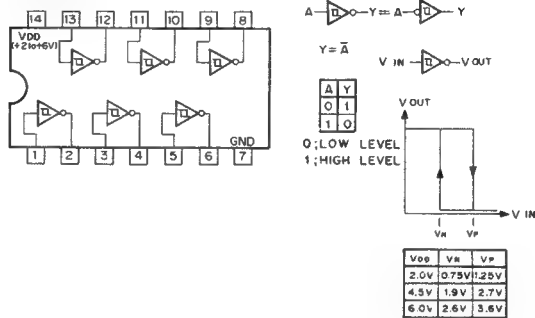 14 13 12 11 10 9 8
VDD
(+2 to +6V)
GND
1 2 3 4 5 6 7
A Y = A Y
Y = A̅
V IN V OUT
A Y
0 1
1 0
0;LOW LEVEL
1;HIGH LEVEL
V OUT
V IN
VN VP
VDD VN VP
2.0V 0.75V 1.25V
4.5V 1.9V 2.7V
6.0V 2.6V 3.6V